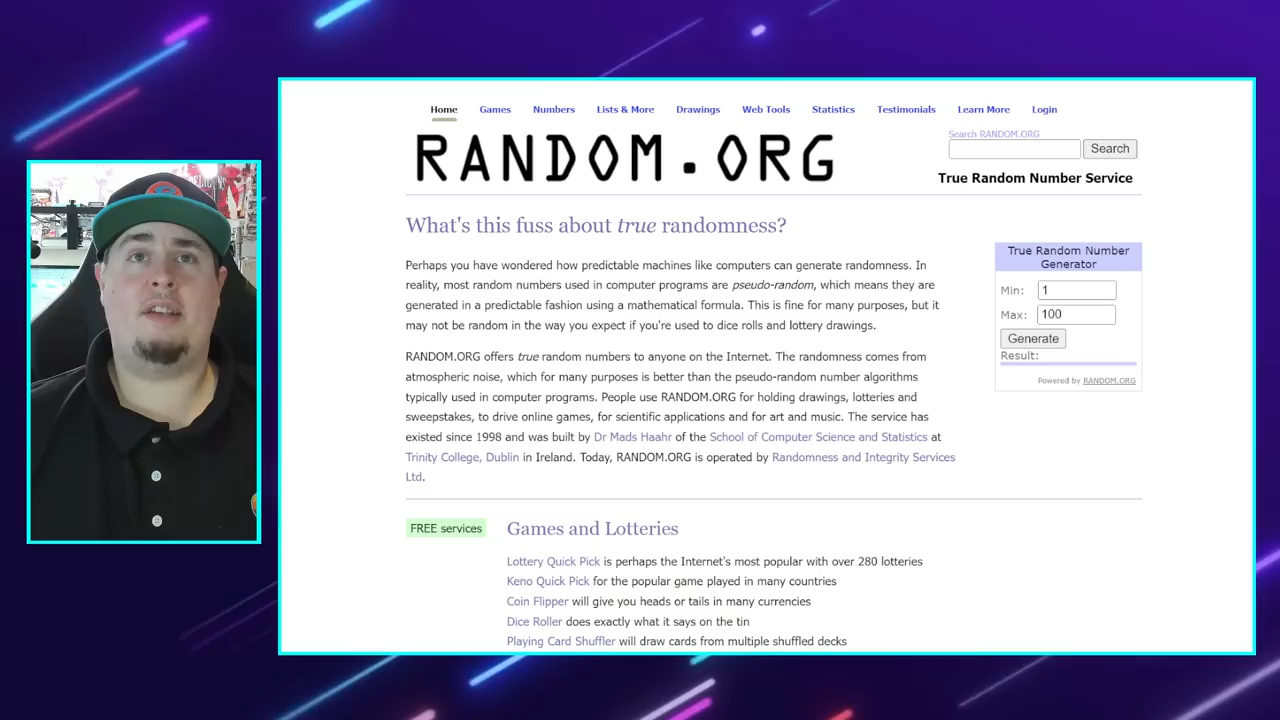 Home Games Numbers Lists & More Drawings Web Tools Statistics Testimonials Learn More Login
RANDOM.ORG
Search RANDOM.ORG
Search
True Random Number Service
What's this fuss about true randomness?
Perhaps you have wondered how predictable machines like computers can generate randomness. In
reality, most random numbers used in computer programs are pseudo-random, which means they are
generated in a predictable fashion using a mathematical formula. This is fine for many purposes, but it
may not be random in the way you expect if you're used to dice rolls and lottery drawings.
RANDOM.ORG offers true random numbers to anyone on the Internet. The randomness comes from
atmospheric noise, which for many purposes is better than the pseudo-random number algorithms
typically used in computer programs. People use RANDOM.ORG for holding drawings, lotteries and
sweepstakes, to drive online games, for scientific applications and for art and music. The service has
existed since 1998 and was built by Dr Mads Haahr of the School of Computer Science and Statistics at
Trinity College, Dublin in Ireland. Today, RANDOM.ORG is operated by Randomness and Integrity Services
Ltd.
True Random Number
Generator
Min: 1
Max: 100
Generate
Result:
Powered by RANDOM.ORG
FREE services
Games and Lotteries
Lottery Quick Pick is perhaps the Internet's most popular with over 280 lotteries
Keno Quick Pick for the popular game played in many countries
Coin Flipper will give you heads or tails in many currencies
Dice Roller does exactly what it says on the tin
Playing Card Shuffler will draw cards from multiple shuffled decks